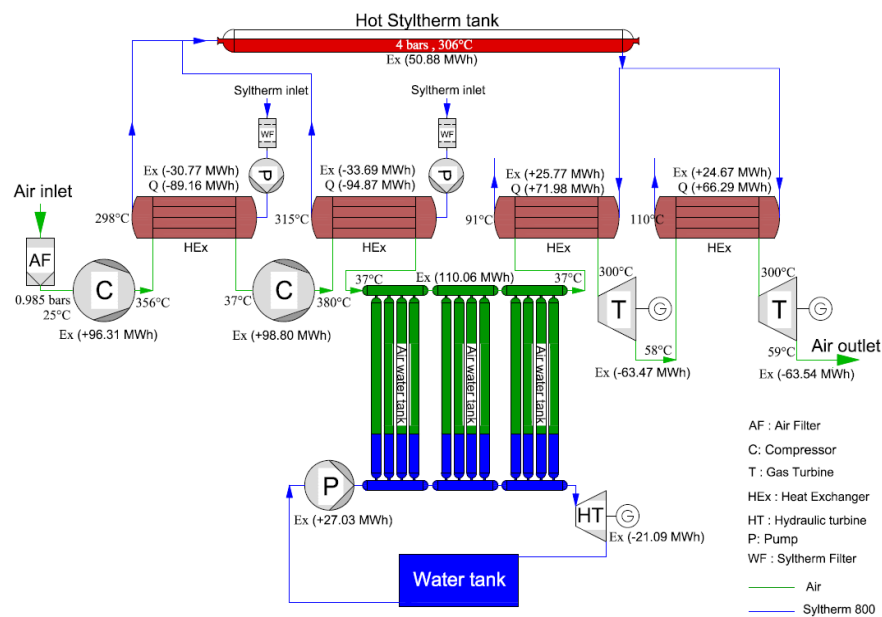 Hot Styltherm tank
4 bars , 306°C
Ex (50.88 MWh)
Syltherm inlet
Syltherm inlet
WF
WF
P
P
Ex (-30.77 MWh)
Q (-89.16 MWh)
Ex (-33.69 MWh)
Q (-94.87 MWh)
Ex (+25.77 MWh)
Q (+71.98 MWh)
Ex (+24.67 MWh)
Q (+66.29 MWh)
Air inlet
298°C
315°C
91°C
110°C
HEx
HEx
HEx
HEx
AF
C
C
0.985 bars
25°C
356°C
37°C
380°C
Ex (+96.31 MWh)
Ex (+98.80 MWh)
37°C
Ex (110.06 MWh)
37°C
300°C
300°C
T
G
T
G
58°C
59°C
Air outlet
Ex (-63.47 MWh)
Ex (-63.54 MWh)
Air water tank
Air water tank
Air water tank
P
Ex (+27.03 MWh)
HT
G
Ex (-21.09 MWh)
Water tank
AF : Air Filter
C: Compressor
T : Gas Turbine
HEx : Heat Exchanger
HT : Hydraulic turbine
P: Pump
WF : Syltherm Filter
Air
Syltherm 800